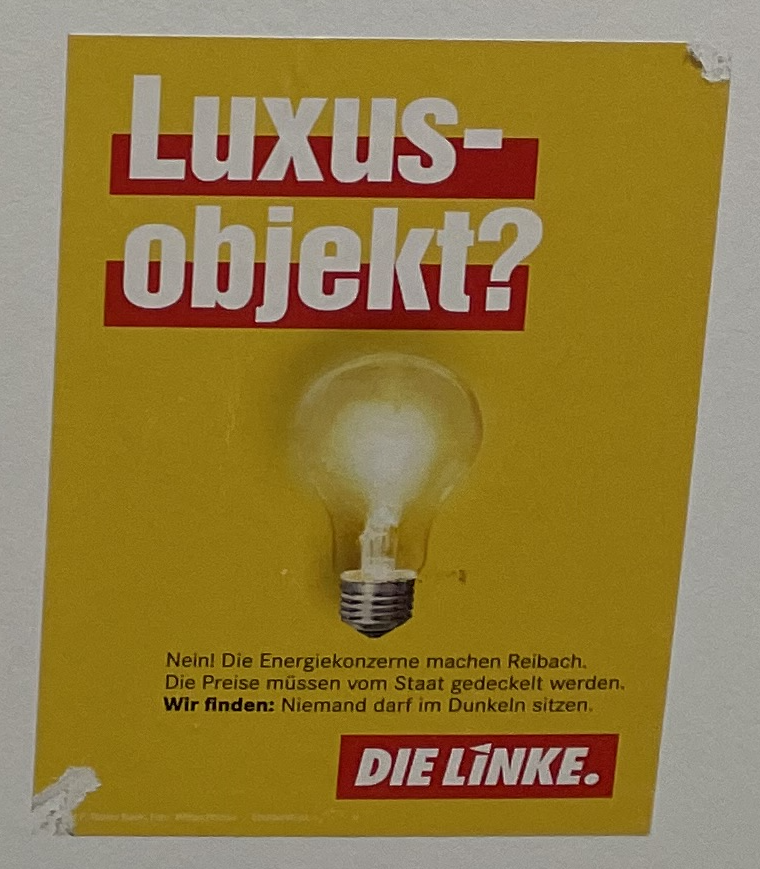 Luxus-
objekt?
Nein! Die Energiekonzerne machen Reibach.
Die Preise müssen vom Staat gedeckelt werden.
Wir finden: Niemand darf im Dunkeln sitzen.
DIE LiNKE.